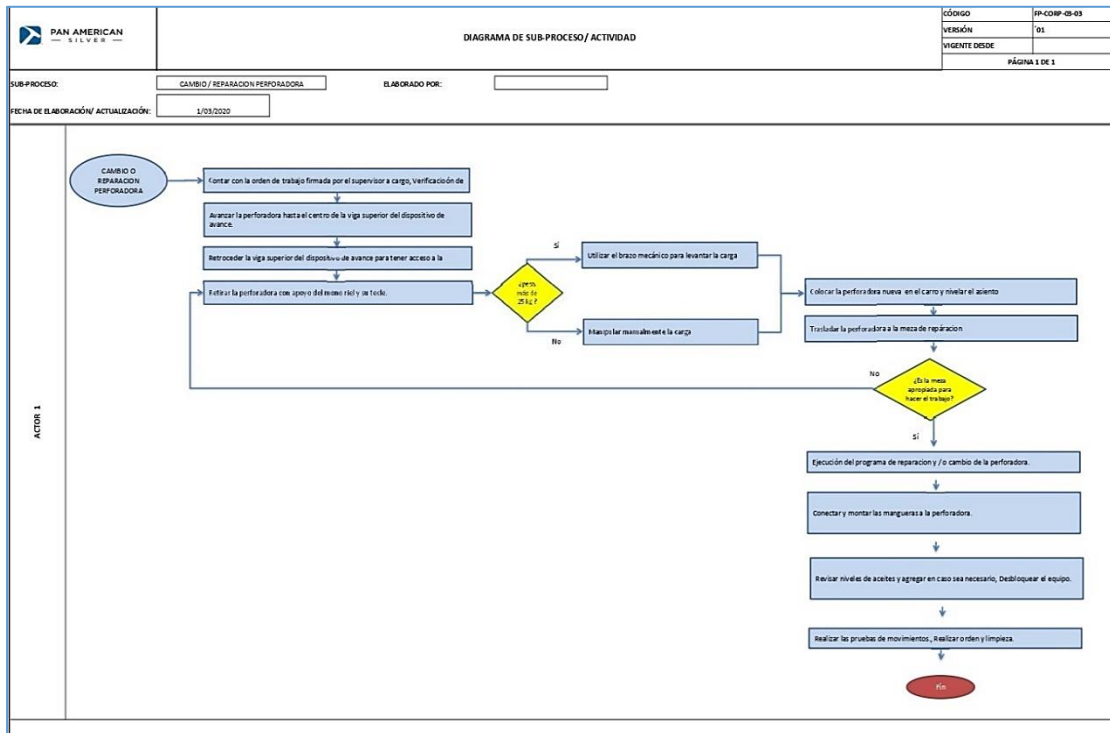 PAN AMERICAN
— SILVER —
DIAGRAMA DE SUB-PROCESO/ ACTIVIDAD
CÓDIGO FP-CORP-03-03
VERSIÓN '01
VIGENTE DESDE
PÁGINA 1 DE 1
SUB-PROCESO: CAMBIO / REPARACION PERFORADORA ELABORADO POR:
FECHA DE ELABORACIÓN/ ACTUALIZACIÓN: 1/03/2020
ACTOR 1
CAMBIO O
REPARACION
PERFORADORA
Contar con la orden de trabajo firmada por el supervisor a cargo, Verificacioón de
Avanzar la perforadora hasta el centro de la viga superior del dispositivo de
avance.
Retroceder la viga superior del dispositivo de avance para tener acceso a la
Retirar la perforadora con apoyo del mono riel y su tecle.
¿pesa
más de
25 kg ?
Sí
Utilizar el brazo mecánico para levantar la carga
No
Manipular manualmente la carga
Colocar la perforadora nueva en el carro y nivelar el asiento
Trasladar la perforadora a la meza de repáracion
No
¿Es la mesa
apropiada para
hacer el trabajo?
Sí
Ejecución del programa de reparacion y /o cambio de la perforadora.
Conectar y montar las mangueras a la perforadora.
Revisar niveles de aceites y agregar en caso sea necesario, Desbloquear el equipo.
Realizar las pruebas de movimientos., Realizar orden y limpieza.
Fin